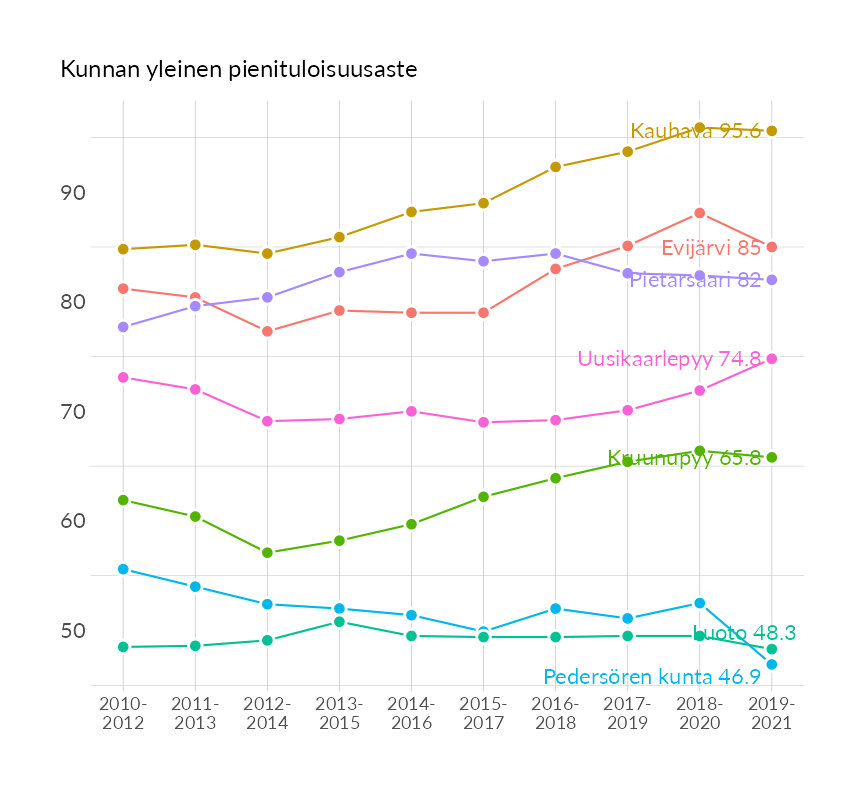 Kunnan yleinen pienituloisuusaste
Kauhava 95.6
90
Evijärvi 85
Pietarsaari 82
80
Uusikaarlepyy 74.8
70
Kruunupyy 65.8
60
Luoto 48.3
50
Pedersören kunta 46.9
2010- 2011- 2012- 2013- 2014- 2015- 2016- 2017- 2018- 2019-
2012 2013 2014 2015 2016 2017 2018 2019 2020 2021